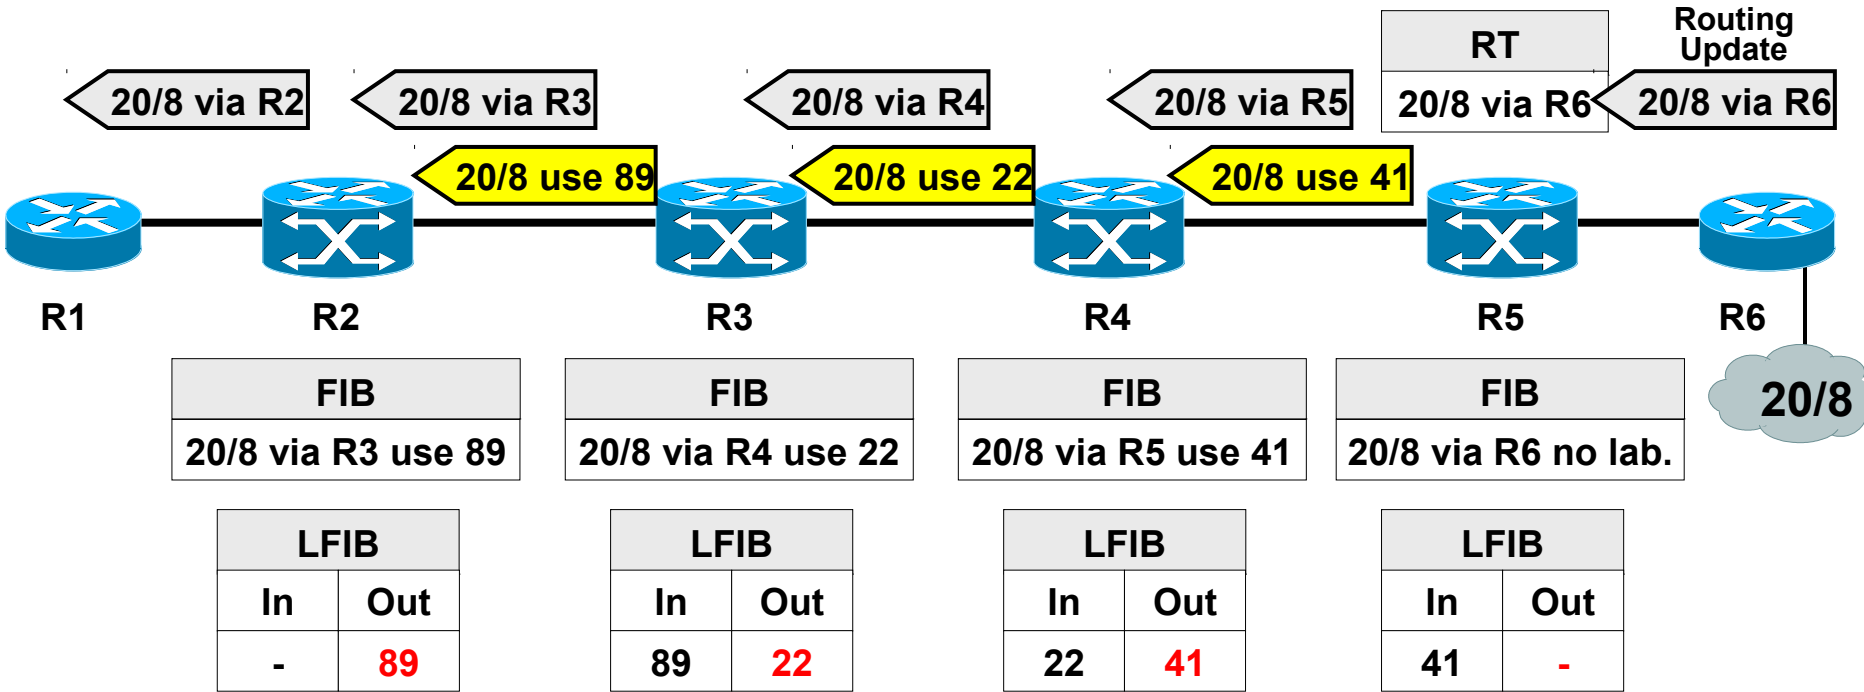 Routing
Update
RT
20/8 via R2
20/8 via R3
20/8 via R4
20/8 via R5
20/8 via R6
20/8 via R6
20/8 use 89
20/8 use 22
20/8 use 41
R1
R2
R3
R4
R5
R6
20/8
FIB
20/8 via R3 use 89
FIB
20/8 via R4 use 22
FIB
20/8 via R5 use 41
FIB
20/8 via R6 no lab.
LFIB
In Out
- 89
LFIB
In Out
89 22
LFIB
In Out
22 41
LFIB
In Out
41 -